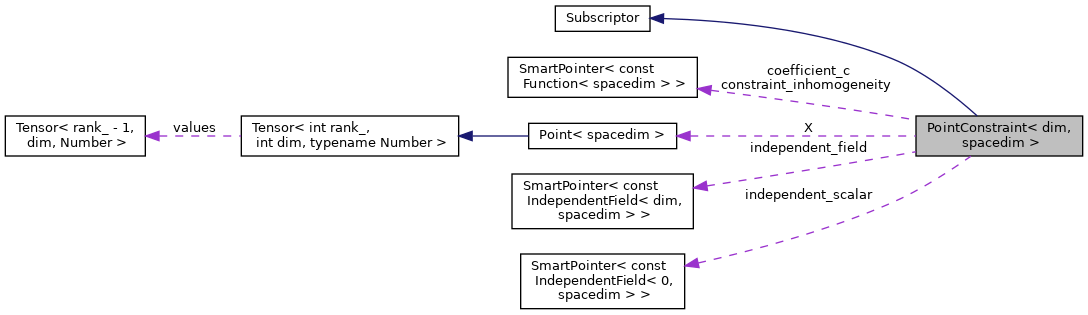 Subscriptor
SmartPointer< const
Function< spacedim > >
coefficient_c
constraint_inhomogeneity
Tensor< rank_ - 1,
dim, Number >
values
Tensor< int rank_,
int dim, typename Number >
Point< spacedim >
X
PointConstraint< dim,
spacedim >
independent_field
SmartPointer< const
IndependentField< dim,
spacedim > >
independent_scalar
SmartPointer< const
IndependentField< 0,
spacedim > >